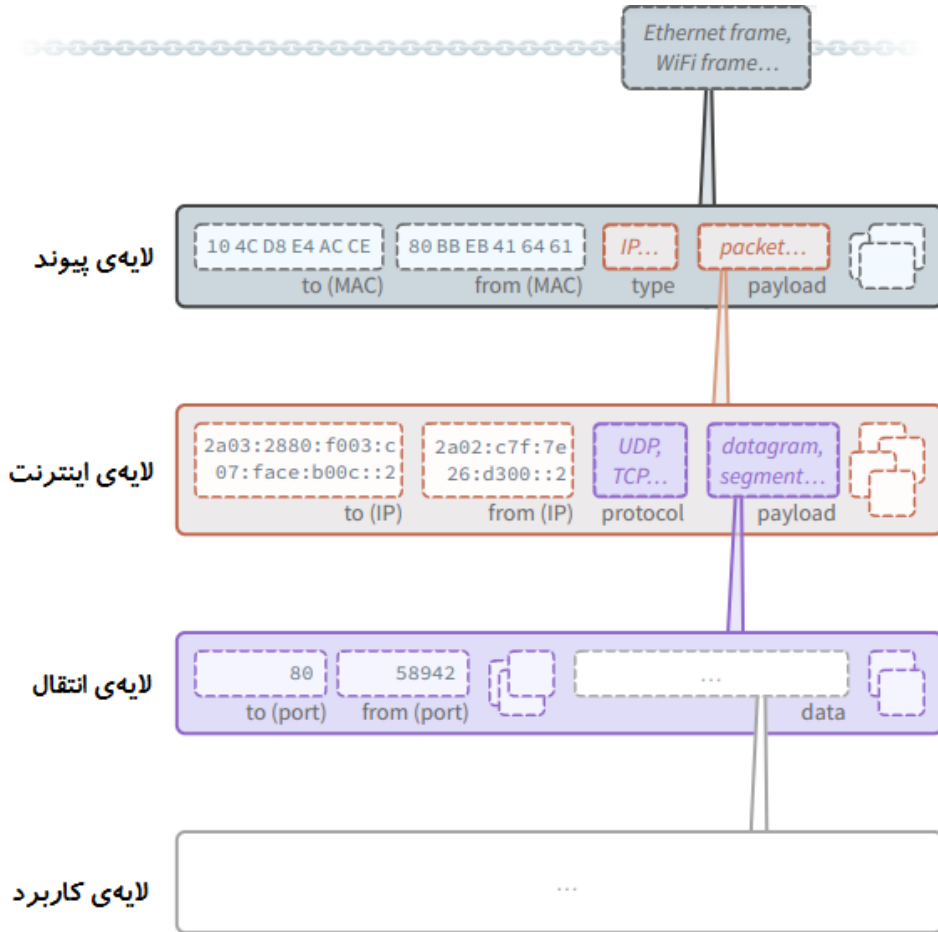 Ethernet frame,
WiFi frame…
لایه‌ی پیوند
10 4C D8 E4 AC CE
80 BB EB 41 64 61
IP…
packet…
to (MAC)
from (MAC)
type
payload
لایه‌ی اینترنت
2a03:2880:f003:c
07:face:b00c::2
2a02:c7f:7e
26:d300::2
UDP,
TCP…
datagram,
segment…
to (IP)
from (IP)
protocol
payload
لایه‌ی انتقال
80
58942
…
to (port)
from (port)
data
لایه‌ی کاربرد
…